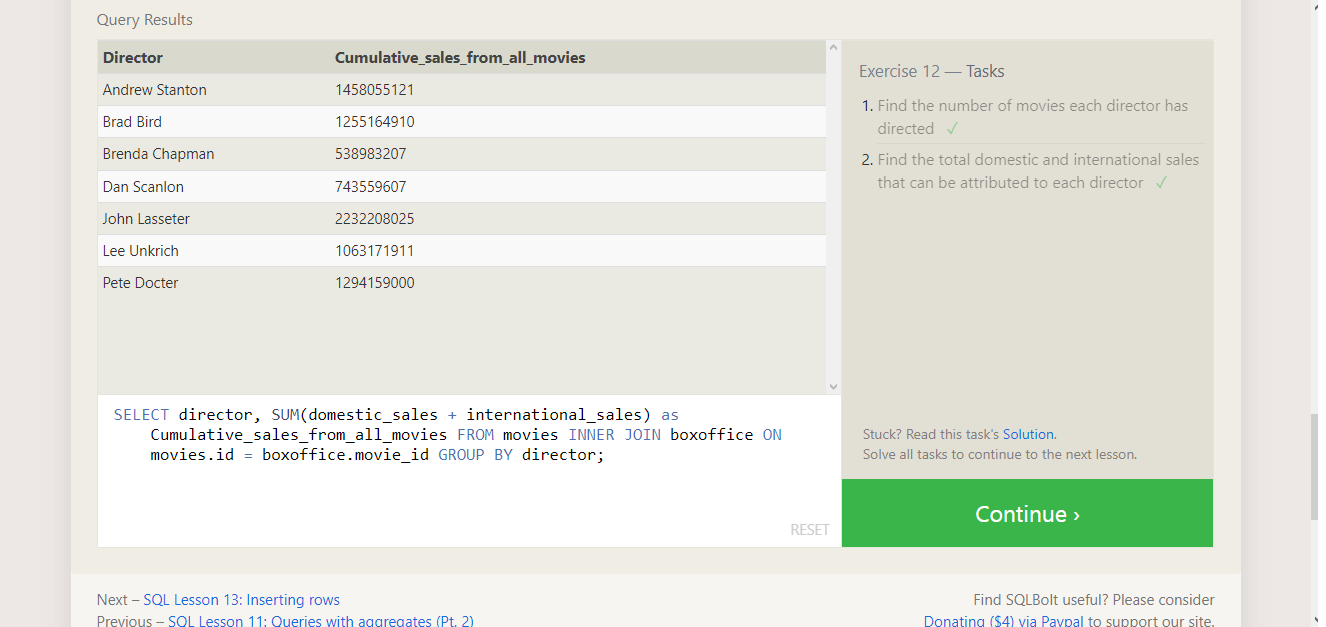 Query Results
Director Cumulative_sales_from_all_movies
Andrew Stanton 1458055121
Brad Bird 1255164910
Brenda Chapman 538983207
Dan Scanlon 743559607
John Lasseter 2232208025
Lee Unkrich 1063171911
Pete Docter 1294159000
SELECT director, SUM(domestic_sales + international_sales) as
Cumulative_sales_from_all_movies FROM movies INNER JOIN boxoffice ON
movies.id = boxoffice.movie_id GROUP BY director;
RESET
Exercise 12 — Tasks
1. Find the number of movies each director has
directed ✓
2. Find the total domestic and international sales
that can be attributed to each director ✓
Stuck? Read this task's Solution.
Solve all tasks to continue to the next lesson.
Continue ›
Next – SQL Lesson 13: Inserting rows
Previous – SQL Lesson 11: Queries with aggregates (Pt. 2)
Find SQLBolt useful? Please consider
Donating ($4) via Paypal to support our site.